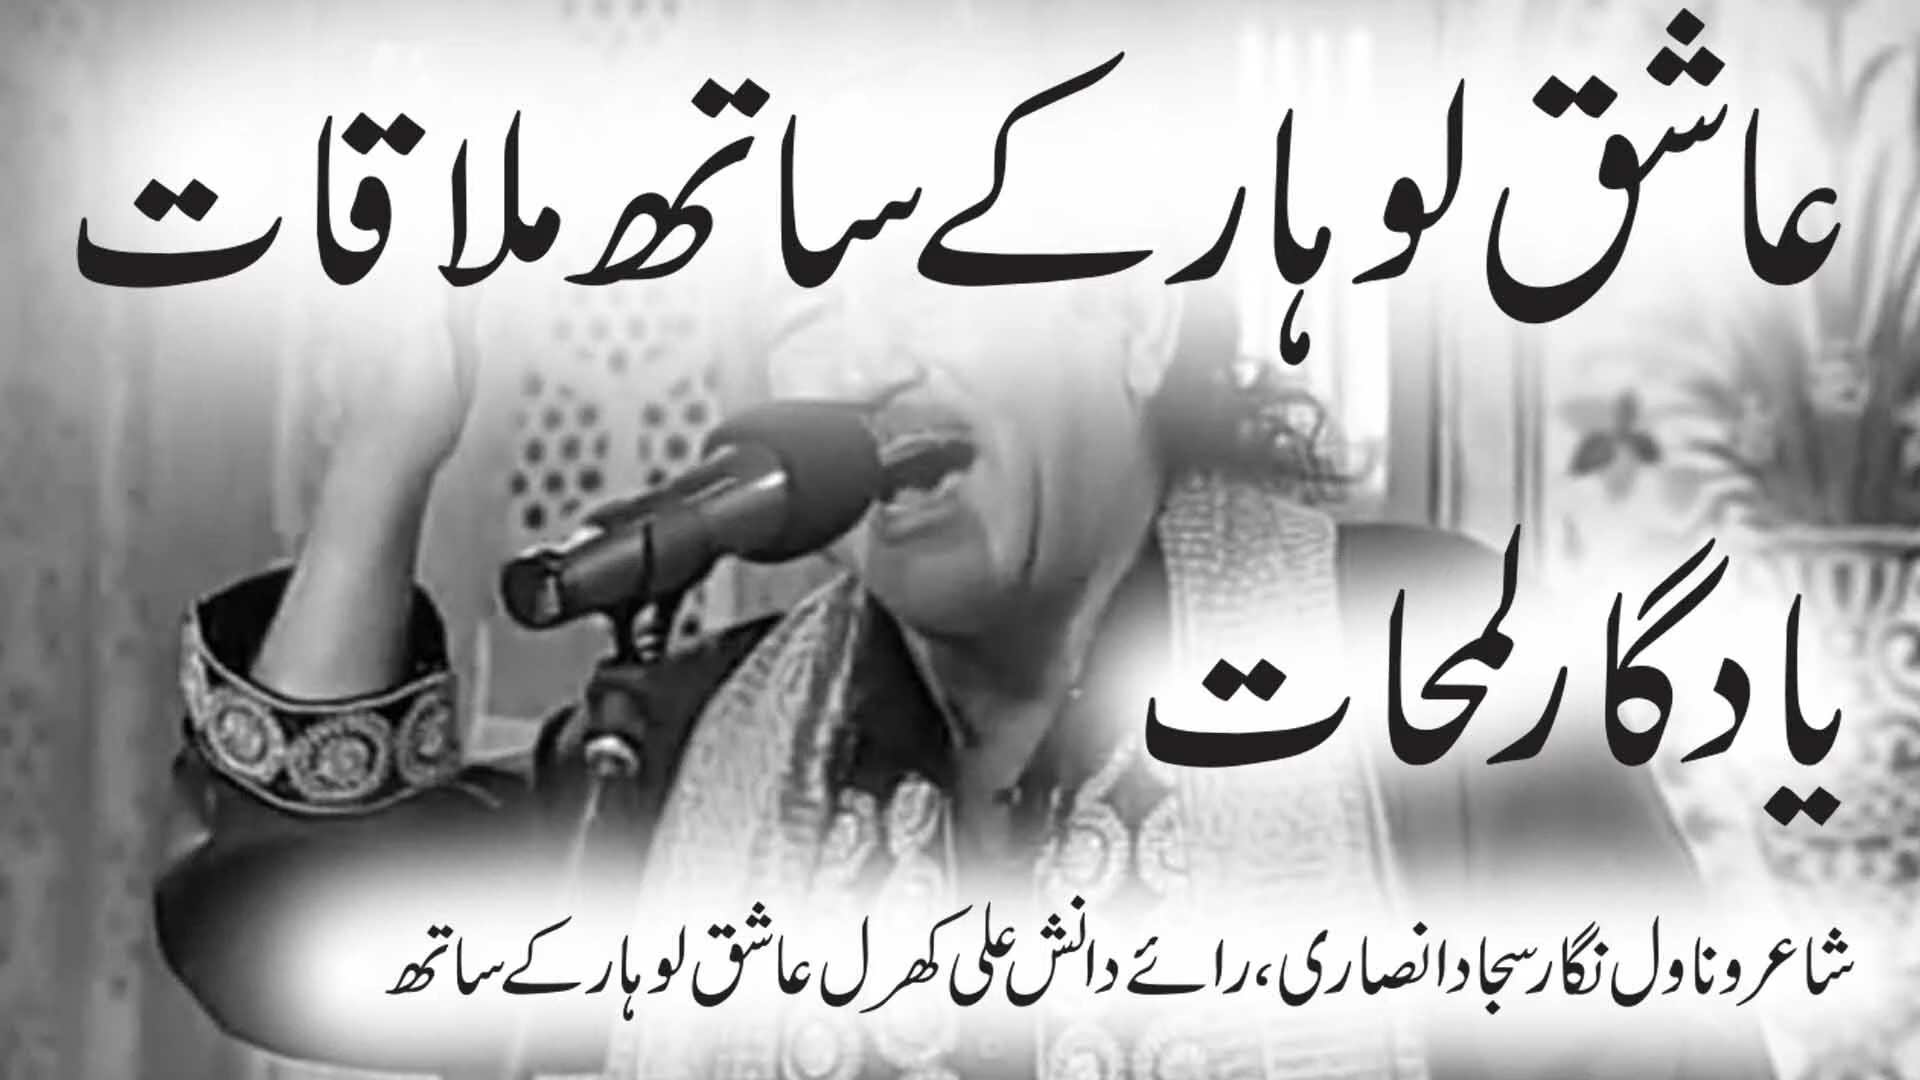 عاشق لوہار کے ساتھ ملاقات
یادگار لمحات
شاعر و ناول نگار سجاد انصاری، رائے دانش علی کھرل عاشق لوہار کے ساتھ